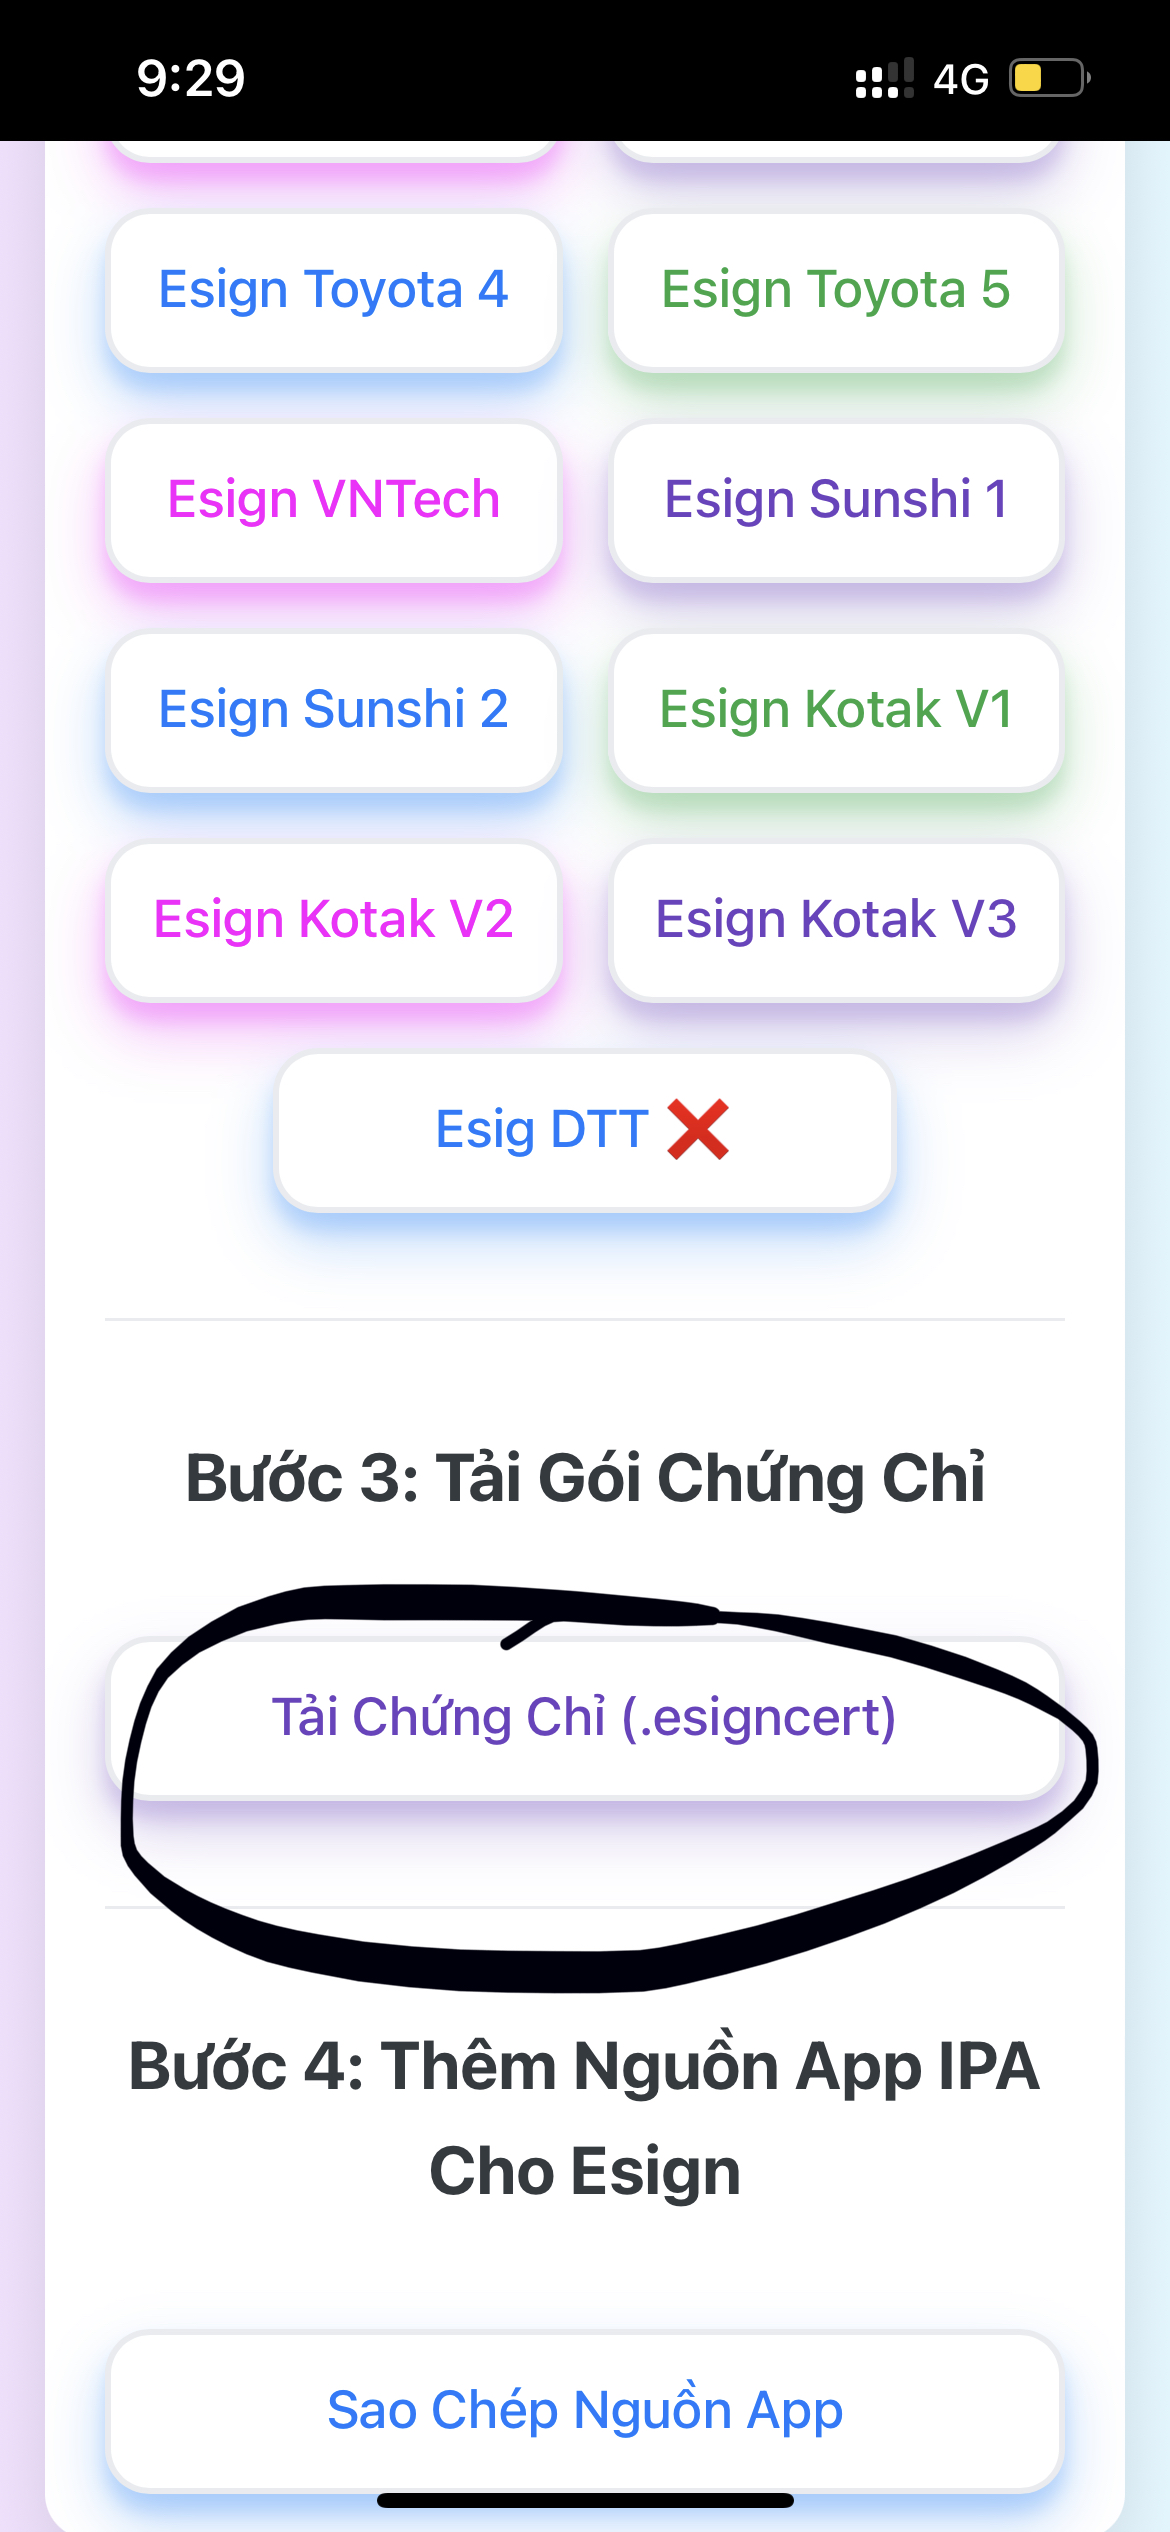 9:29
4G
Esign Toyota 4
Esign Toyota 5
Esign VNTech
Esign Sunshi 1
Esign Sunshi 2
Esign Kotak V1
Esign Kotak V2
Esign Kotak V3
Esig DTT ❌
Bước 3: Tải Gói Chứng Chỉ
Tải Chứng Chỉ (.esigncert)
Bước 4: Thêm Nguồn App IPA
Cho Esign
Sao Chép Nguồn App